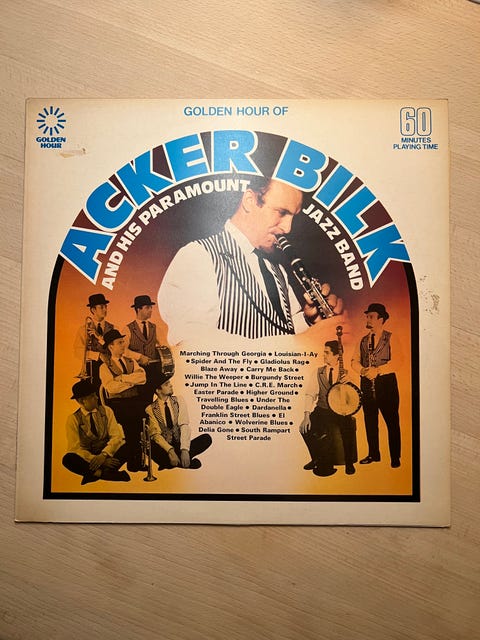 GOLDEN HOUR OF
GOLDEN
HOUR
60
MINUTES
PLAYING TIME
ACKER BILK
AND HIS PARAMOUNT JAZZ BAND
Marching Through Georgia ● Louisian-I-Ay
● Spider And The Fly ● Gladiolus Rag ●
Blaze Away ● Carry Me Back ●
Willie The Weeper ● Burgundy Street
● Jump In The Line ● C.R.E. March ●
Easter Parade ● Higher Ground ●
Travelling Blues ● Under The
Double Eagle ● Dardanella ●
Franklin Street Blues ● El
Abanico ● Wolverine Blues ●
Delia Gone ● South Rampart
Street Parade